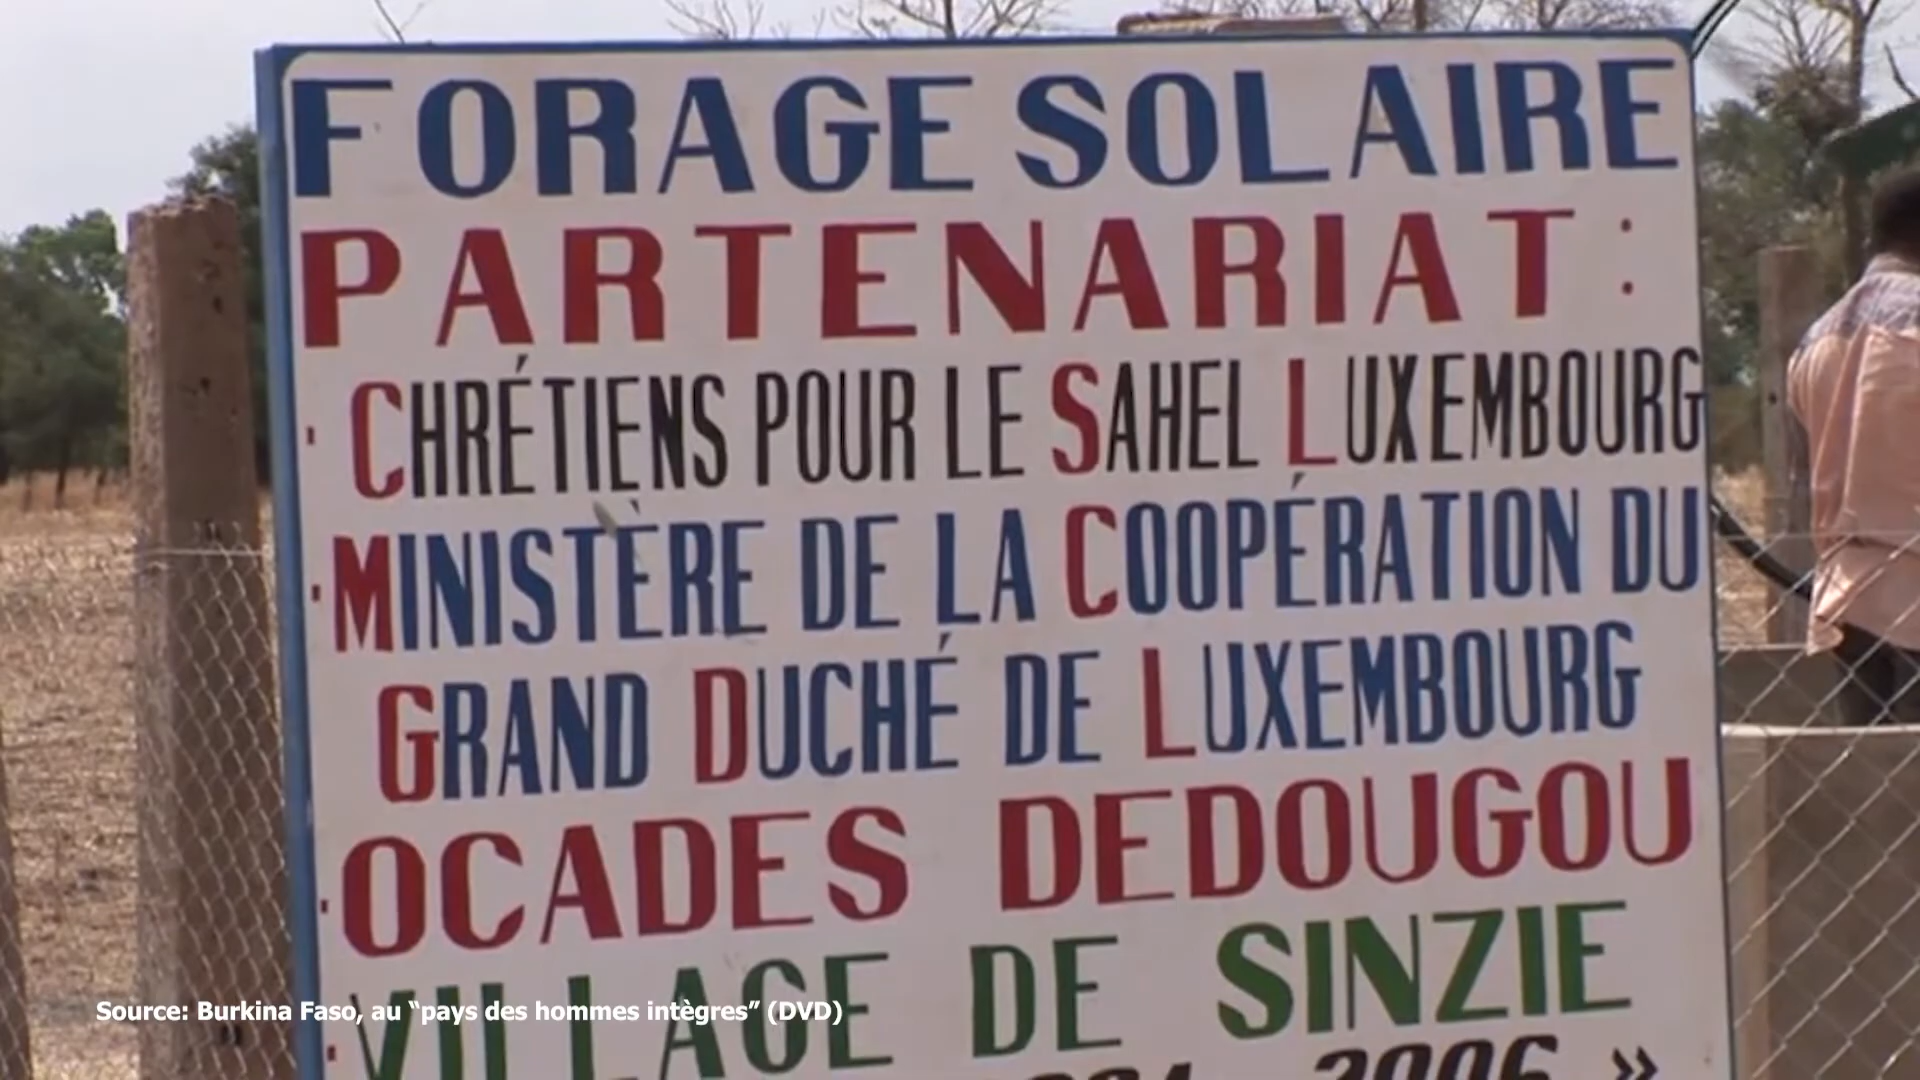 FORAGE SOLAIRE
PARTENARIAT :
· CHRÉTIENS POUR LE SAHEL LUXEMBOURG
· MINISTÈRE DE LA COOPÉRATION DU
GRAND DUCHÉ DE LUXEMBOURG
· OCADES DEDOUGOU
· VILLAGE DE SINZIE
2006 »
Source: Burkina Faso, au “pays des hommes intègres” (DVD)